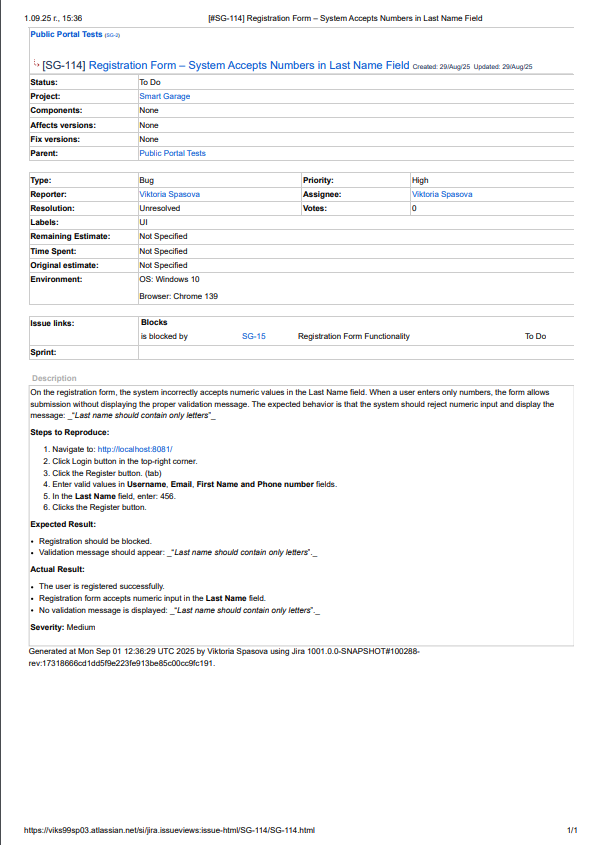 1.09.25 г., 15:36 [#SG-114] Registration Form – System Accepts Numbers in Last Name Field
Public Portal Tests (SG-2)
[SG-114] Registration Form – System Accepts Numbers in Last Name Field Created: 29/Aug/25 Updated: 29/Aug/25
Status: To Do
Project: Smart Garage
Components: None
Affects versions: None
Fix versions: None
Parent: Public Portal Tests
Type: Bug Priority: High
Reporter: Viktoria Spasova Assignee: Viktoria Spasova
Resolution: Unresolved Votes: 0
Labels: UI
Remaining Estimate: Not Specified
Time Spent: Not Specified
Original estimate: Not Specified
Environment: OS: Windows 10
Browser: Chrome 139
Issue links: Blocks
is blocked by SG-15 Registration Form Functionality To Do
Sprint:
Description
On the registration form, the system incorrectly accepts numeric values in the Last Name field. When a user enters only numbers, the form allows
submission without displaying the proper validation message. The expected behavior is that the system should reject numeric input and display the
message: _“Last name should contain only letters”_
Steps to Reproduce:
1. Navigate to: http://localhost:8081/
2. Click Login button in the top-right corner.
3. Click the Register button. (tab)
4. Enter valid values in Username, Email, First Name and Phone number fields.
5. In the Last Name field, enter: 456.
6. Clicks the Register button.
Expected Result:
• Registration should be blocked.
• Validation message should appear: _“Last name should contain only letters”._
Actual Result:
• The user is registered successfully.
• Registration form accepts numeric input in the Last Name field.
• No validation message is displayed: _“Last name should contain only letters”._
Severity: Medium
Generated at Mon Sep 01 12:36:29 UTC 2025 by Viktoria Spasova using Jira 1001.0.0-SNAPSHOT#100288-
rev:17318666cd1dd5f9e223fe913be85c00cc9fc191.
https://viks99sp03.atlassian.net/si/jira.issueviews:issue-html/SG-114/SG-114.html 1/1